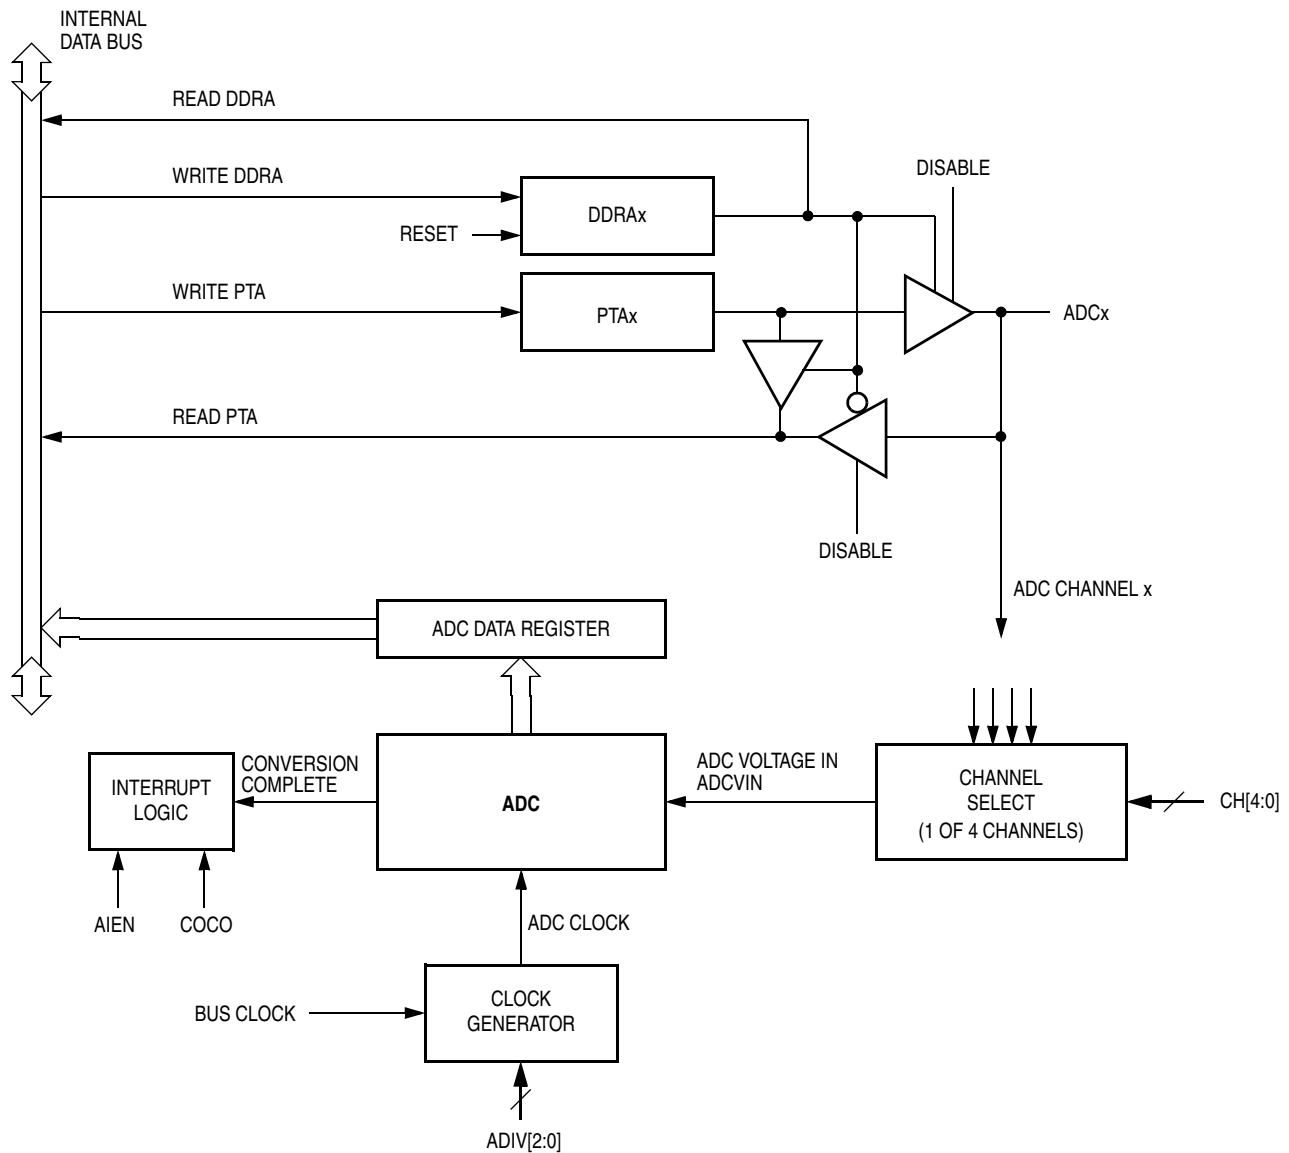 INTERNAL
DATA BUS
READ DDRA
WRITE DDRA
DISABLE
DDRAx
RESET
WRITE PTA
PTAx
ADCx
READ PTA
DISABLE
ADC CHANNEL x
ADC DATA REGISTER
INTERRUPT
LOGIC
CONVERSION
COMPLETE
ADC
ADC VOLTAGE IN
ADCVIN
CHANNEL
SELECT
(1 OF 4 CHANNELS)
CH[4:0]
AIEN
COCO
ADC CLOCK
BUS CLOCK
CLOCK
GENERATOR
ADIV[2:0]